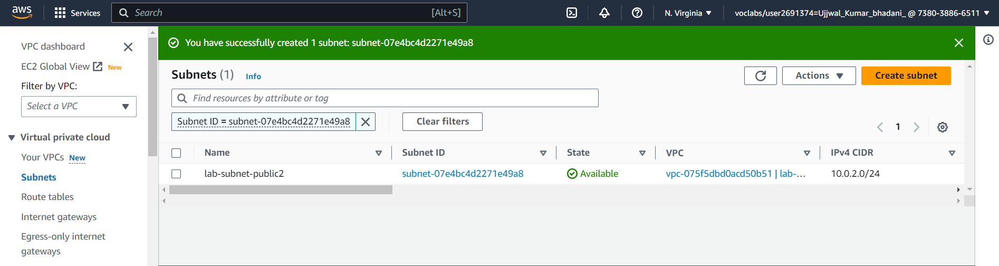 aws
Services
Search
[Alt+S]
N. Virginia
voclabs/user2691374=Ujjwal_Kumar_bhadani_ @ 7380-3886-6511
VPC dashboard
EC2 Global View New
Filter by VPC:
Select a VPC
Virtual private cloud
Your VPCs New
Subnets
Route tables
Internet gateways
Egress-only internet
gateways
You have successfully created 1 subnet: subnet-07e4bc4d2271e49a8
Subnets (1) Info
Actions
Create subnet
Find resources by attribute or tag
Subnet ID = subnet-07e4bc4d2271e49a8
Clear filters
1
Name Subnet ID State VPC IPv4 CIDR
lab-subnet-public2 subnet-07e4bc4d2271e49a8 Available vpc-075f5dbd0acd50b51 | lab-... 10.0.2.0/24